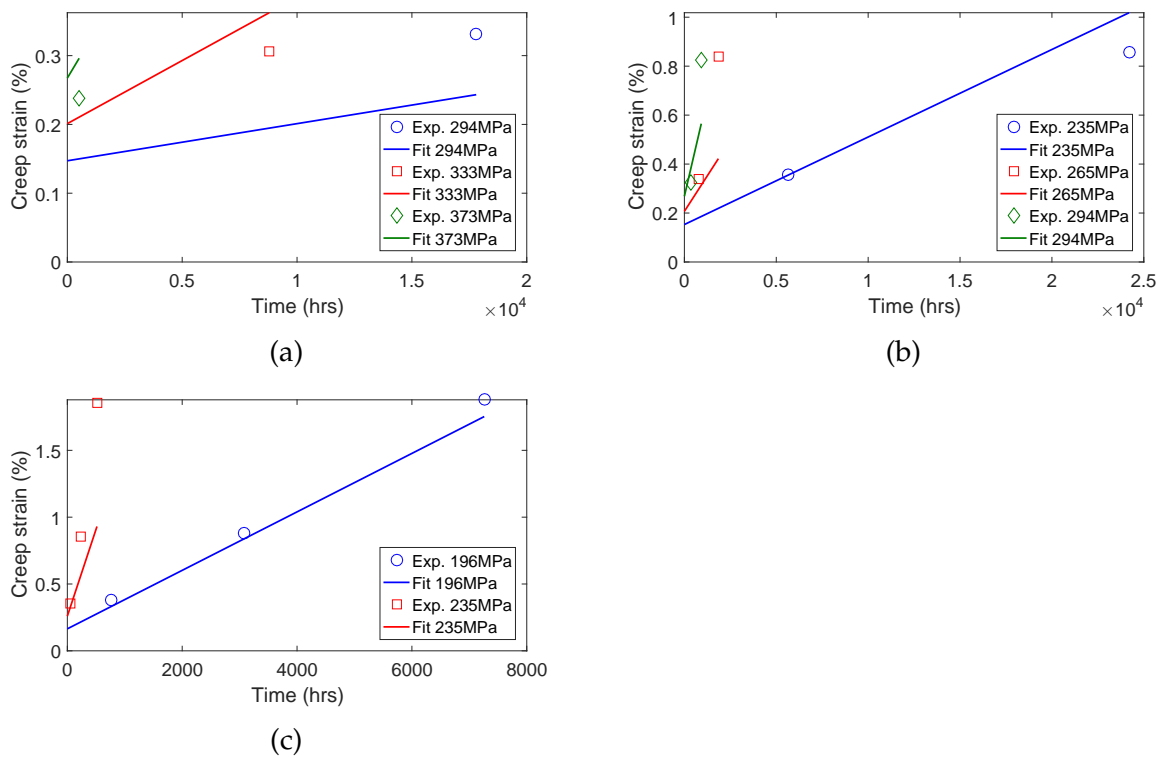 Creep strain (%)
0.3
0.2
0.1
0
0
0.5
1
1.5
2
×10⁴
Time (hrs)
Exp. 294MPa
Fit 294MPa
Exp. 333MPa
Fit 333MPa
Exp. 373MPa
Fit 373MPa
(a)
Creep strain (%)
1
0.8
0.6
0.4
0.2
0
0
0.5
1
1.5
2
2.5
×10⁴
Time (hrs)
Exp. 235MPa
Fit 235MPa
Exp. 265MPa
Fit 265MPa
Exp. 294MPa
Fit 294MPa
(b)
Creep strain (%)
1.5
1
0.5
0
0
2000
4000
6000
8000
Time (hrs)
Exp. 196MPa
Fit 196MPa
Exp. 235MPa
Fit 235MPa
(c)